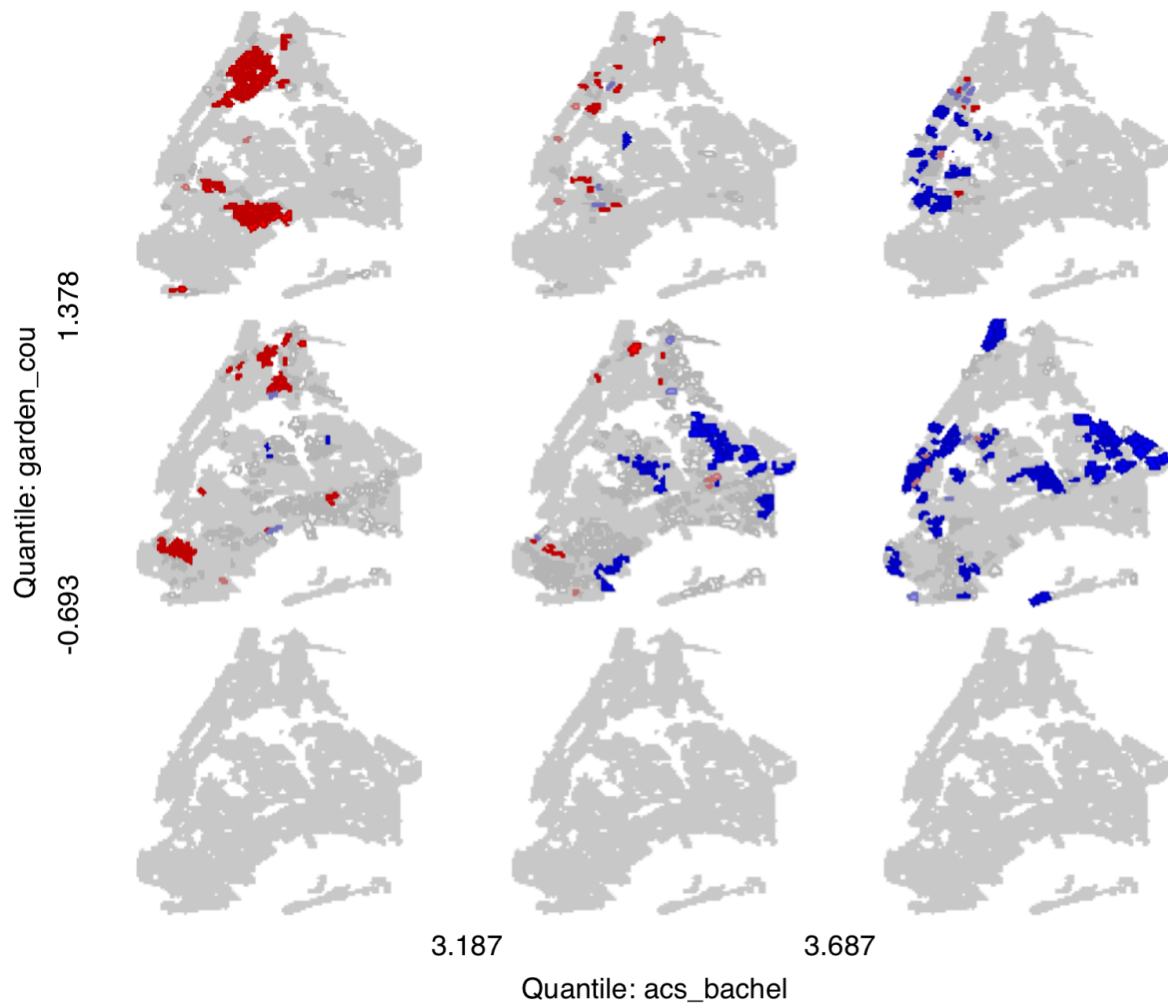 Quantile: garden_cou
1.378
-0.693
3.187
3.687
Quantile: acs_bachel